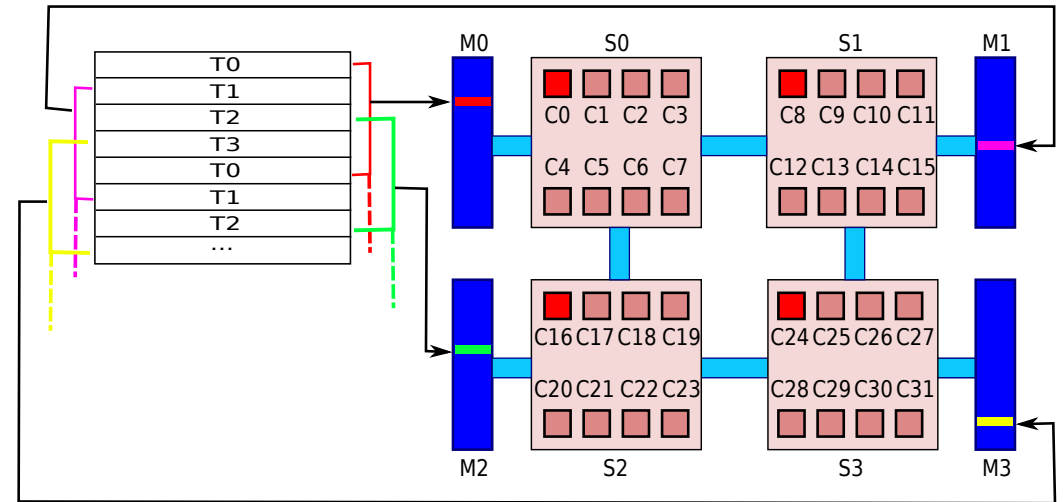 M0 S0 S1 M1
T0
T1
T2
T3
T0
T1
T2
...
C0 C1 C2 C3 C8 C9 C10 C11
C4 C5 C6 C7 C12 C13 C14 C15
C16 C17 C18 C19 C24 C25 C26 C27
C20 C21 C22 C23 C28 C29 C30 C31
M2 S2 S3 M3